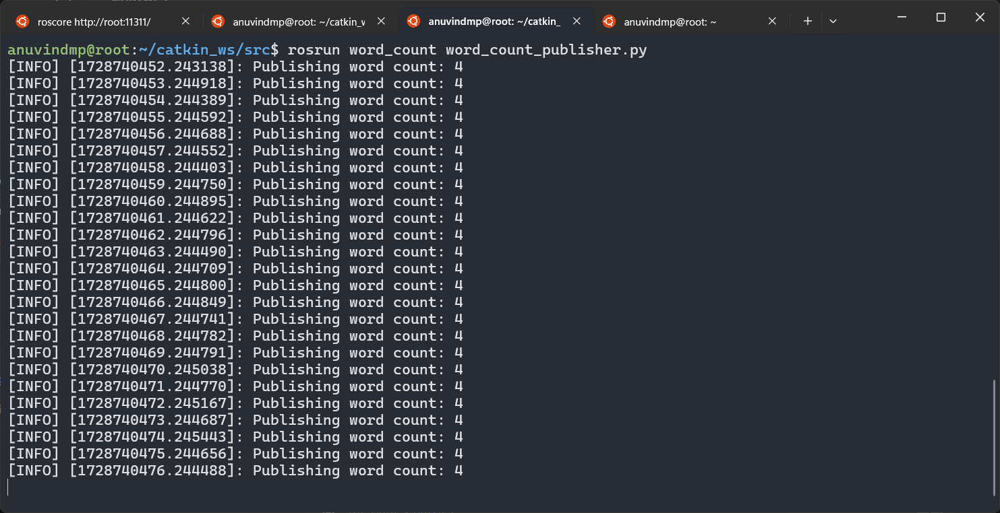 roscore http://root:11311/
anuvindmp@root: ~/catkin_v
anuvindmp@root: ~/catkin_
anuvindmp@root: ~
anuvindmp@root:~/catkin_ws/src$ rosrun word_count word_count_publisher.py
[INFO] [1728740452.243138]: Publishing word count: 4
[INFO] [1728740453.244918]: Publishing word count: 4
[INFO] [1728740454.244389]: Publishing word count: 4
[INFO] [1728740455.244592]: Publishing word count: 4
[INFO] [1728740456.244688]: Publishing word count: 4
[INFO] [1728740457.244552]: Publishing word count: 4
[INFO] [1728740458.244403]: Publishing word count: 4
[INFO] [1728740459.244750]: Publishing word count: 4
[INFO] [1728740460.244895]: Publishing word count: 4
[INFO] [1728740461.244622]: Publishing word count: 4
[INFO] [1728740462.244796]: Publishing word count: 4
[INFO] [1728740463.244490]: Publishing word count: 4
[INFO] [1728740464.244709]: Publishing word count: 4
[INFO] [1728740465.244800]: Publishing word count: 4
[INFO] [1728740466.244849]: Publishing word count: 4
[INFO] [1728740467.244741]: Publishing word count: 4
[INFO] [1728740468.244782]: Publishing word count: 4
[INFO] [1728740469.244791]: Publishing word count: 4
[INFO] [1728740470.245038]: Publishing word count: 4
[INFO] [1728740471.244770]: Publishing word count: 4
[INFO] [1728740472.245167]: Publishing word count: 4
[INFO] [1728740473.244687]: Publishing word count: 4
[INFO] [1728740474.245443]: Publishing word count: 4
[INFO] [1728740475.244656]: Publishing word count: 4
[INFO] [1728740476.244488]: Publishing word count: 4